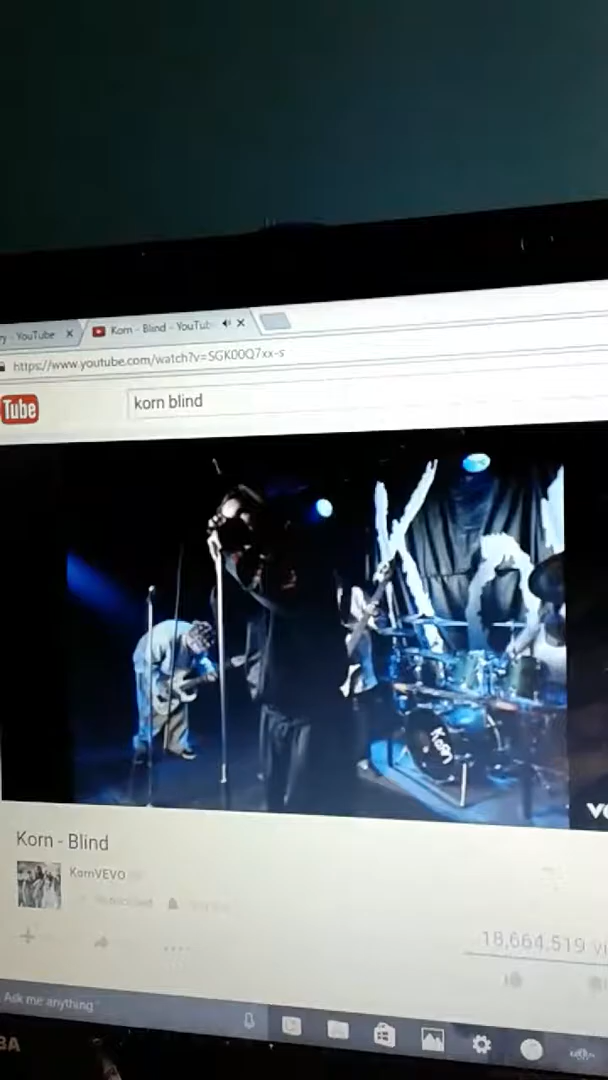 YouTube
Korn - Blind - YouTub
https://www.youtube.com/watch?v=SGK00Q7xx-s
Tube
korn blind
Korn
Korn - Blind
KornVEVO
18,664,519
Ask me anything
BA